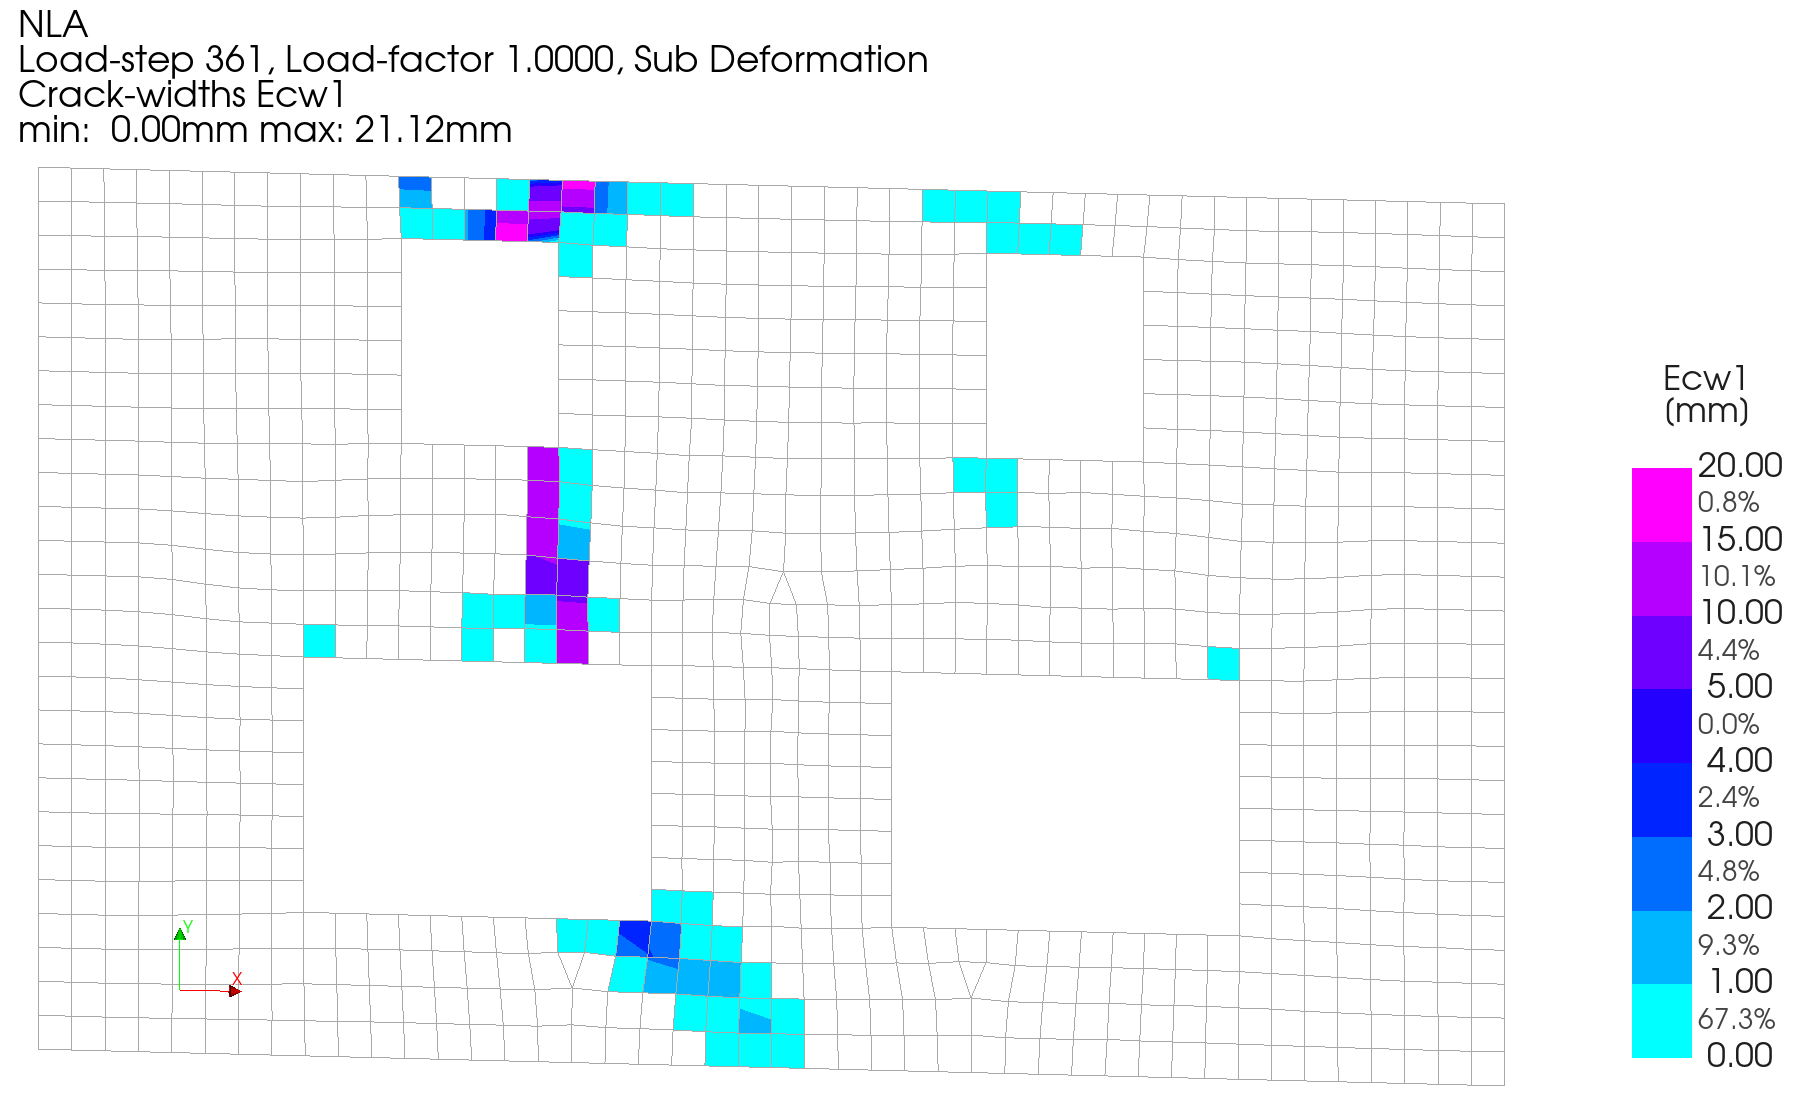 NLA
Load-step 361, Load-factor 1.0000, Sub Deformation
Crack-widths Ecw1
min:  0.00mm max: 21.12mm
Ecw1
(mm)
20.00
0.8%
15.00
10.1%
10.00
4.4%
5.00
0.0%
4.00
2.4%
3.00
4.8%
2.00
9.3%
1.00
67.3%
0.00
Y
X